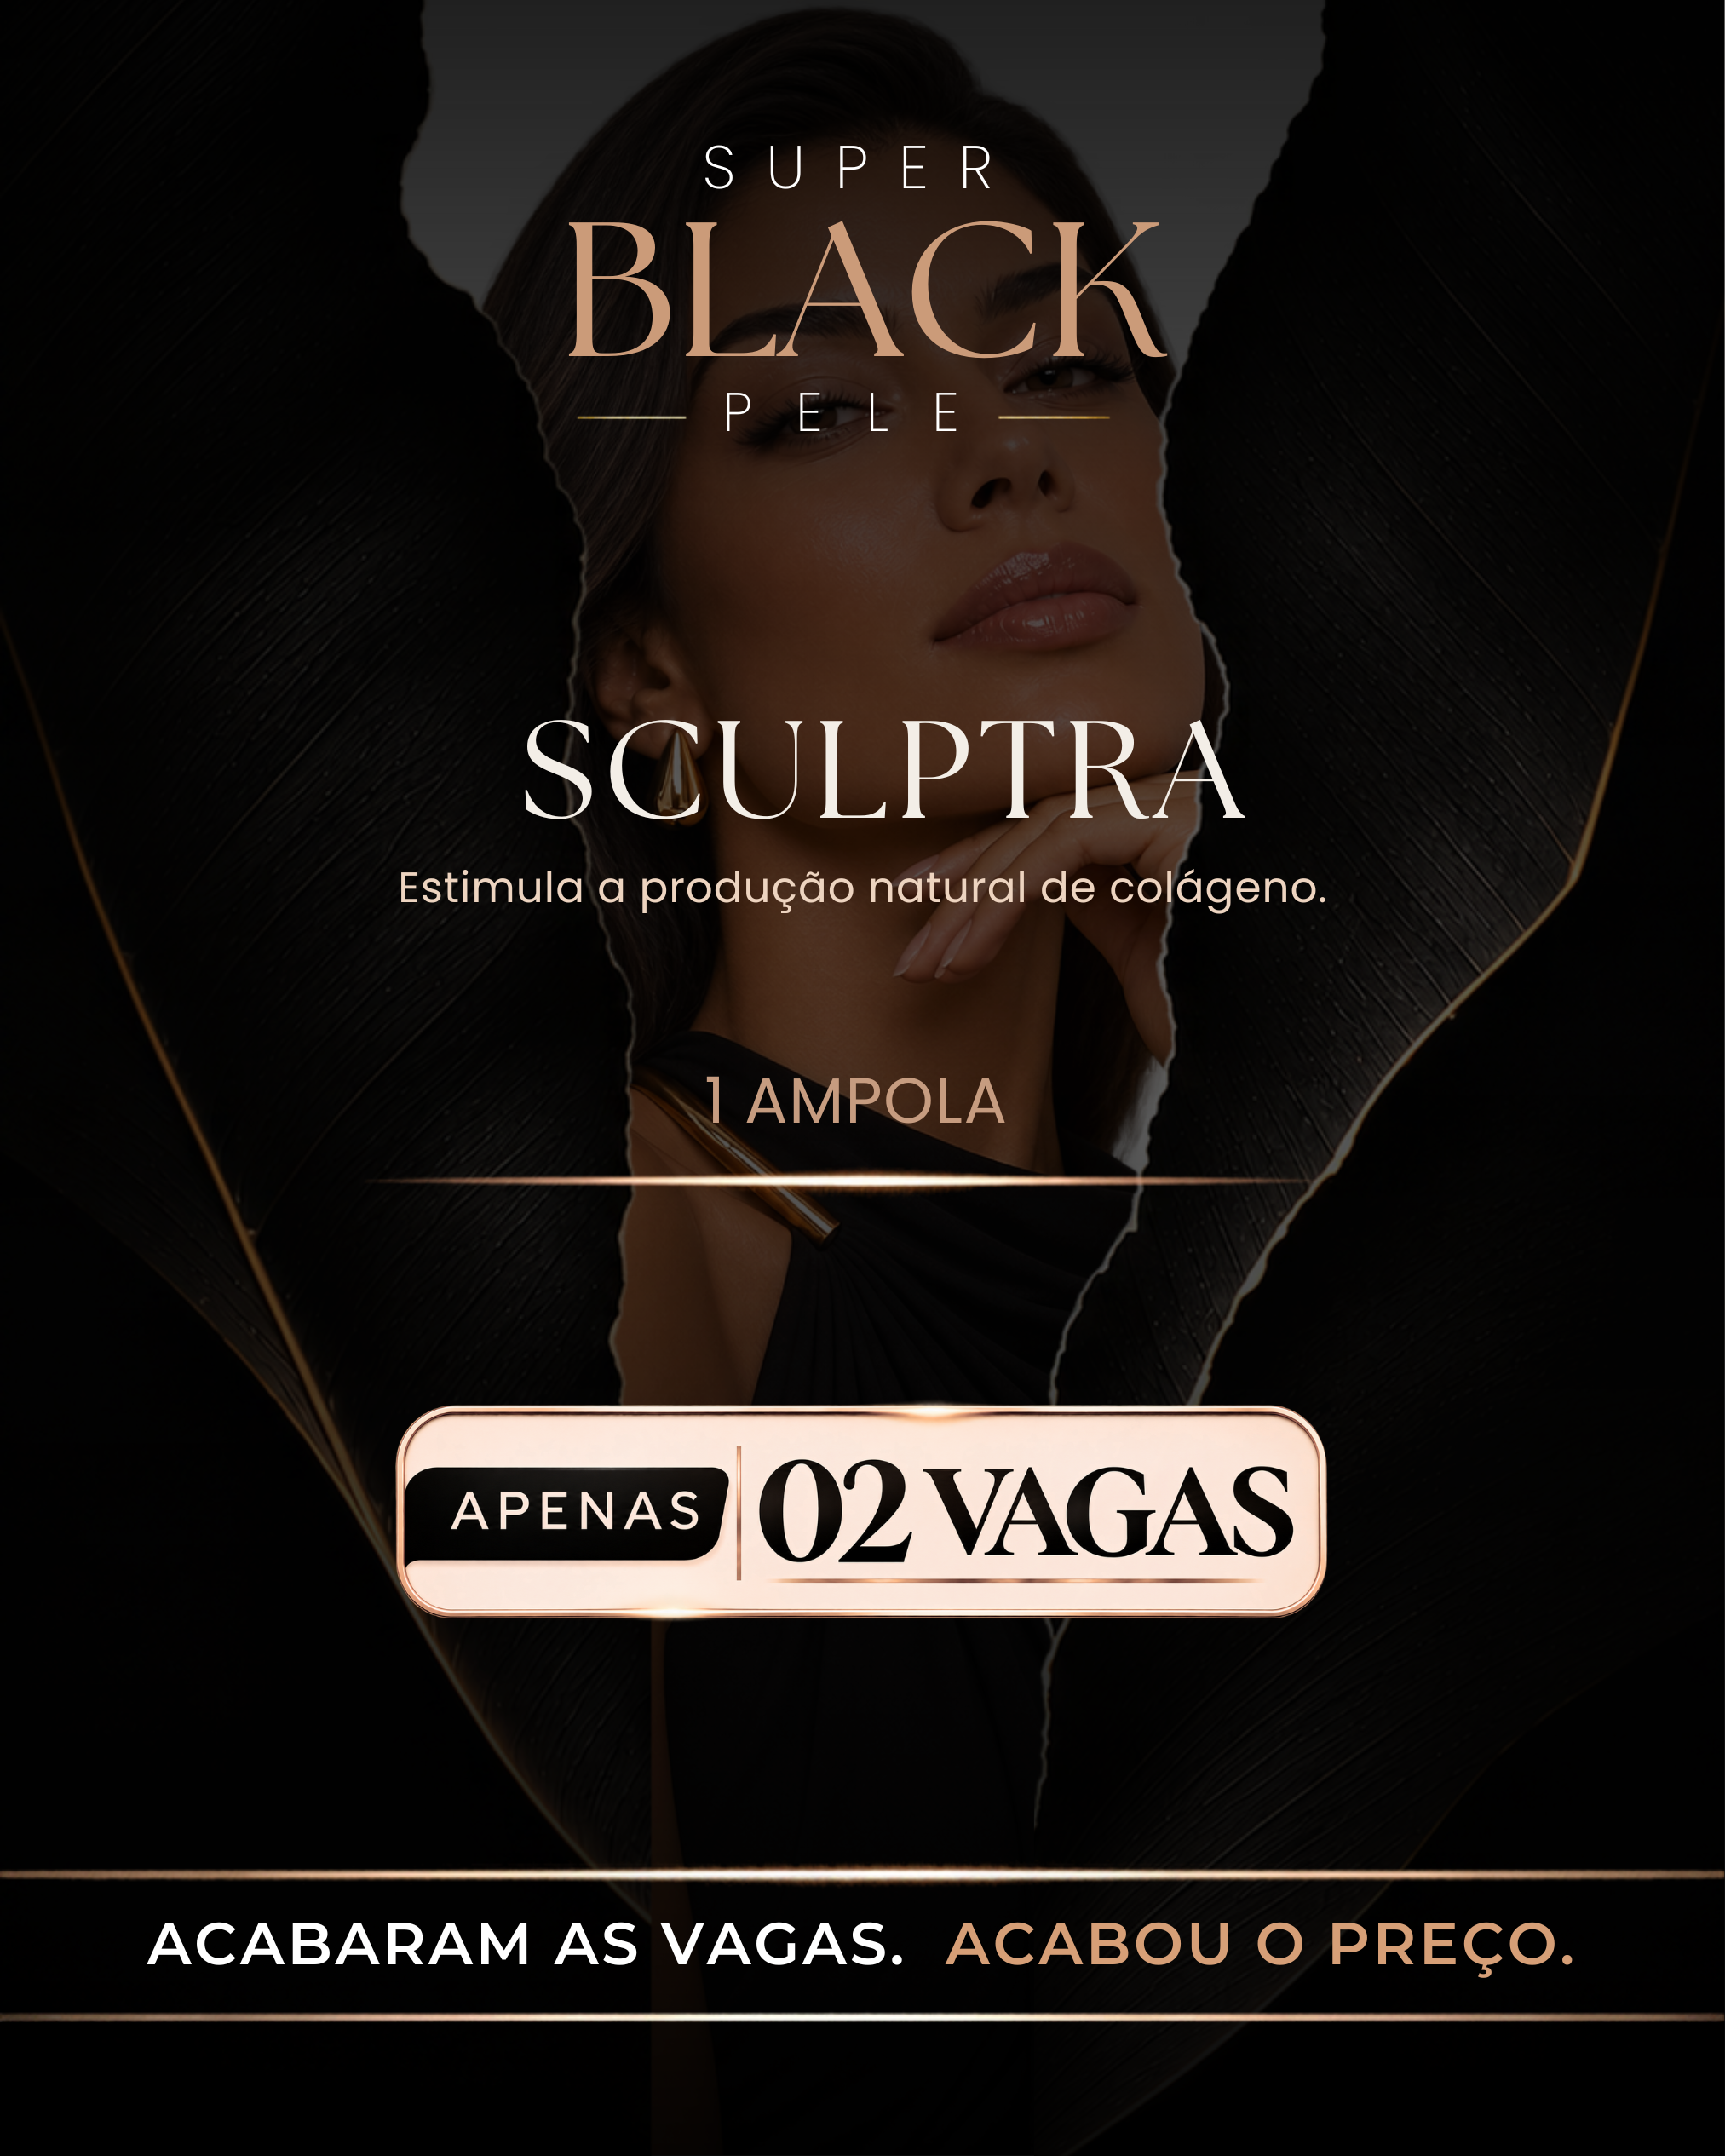 SUPER
BLACK
PELE
SCULPTRA
Estimula a produção natural de colágeno.
1 AMPOLA
APENAS 02 VAGAS
ACABARAM AS VAGAS. ACABOU O PREÇO.